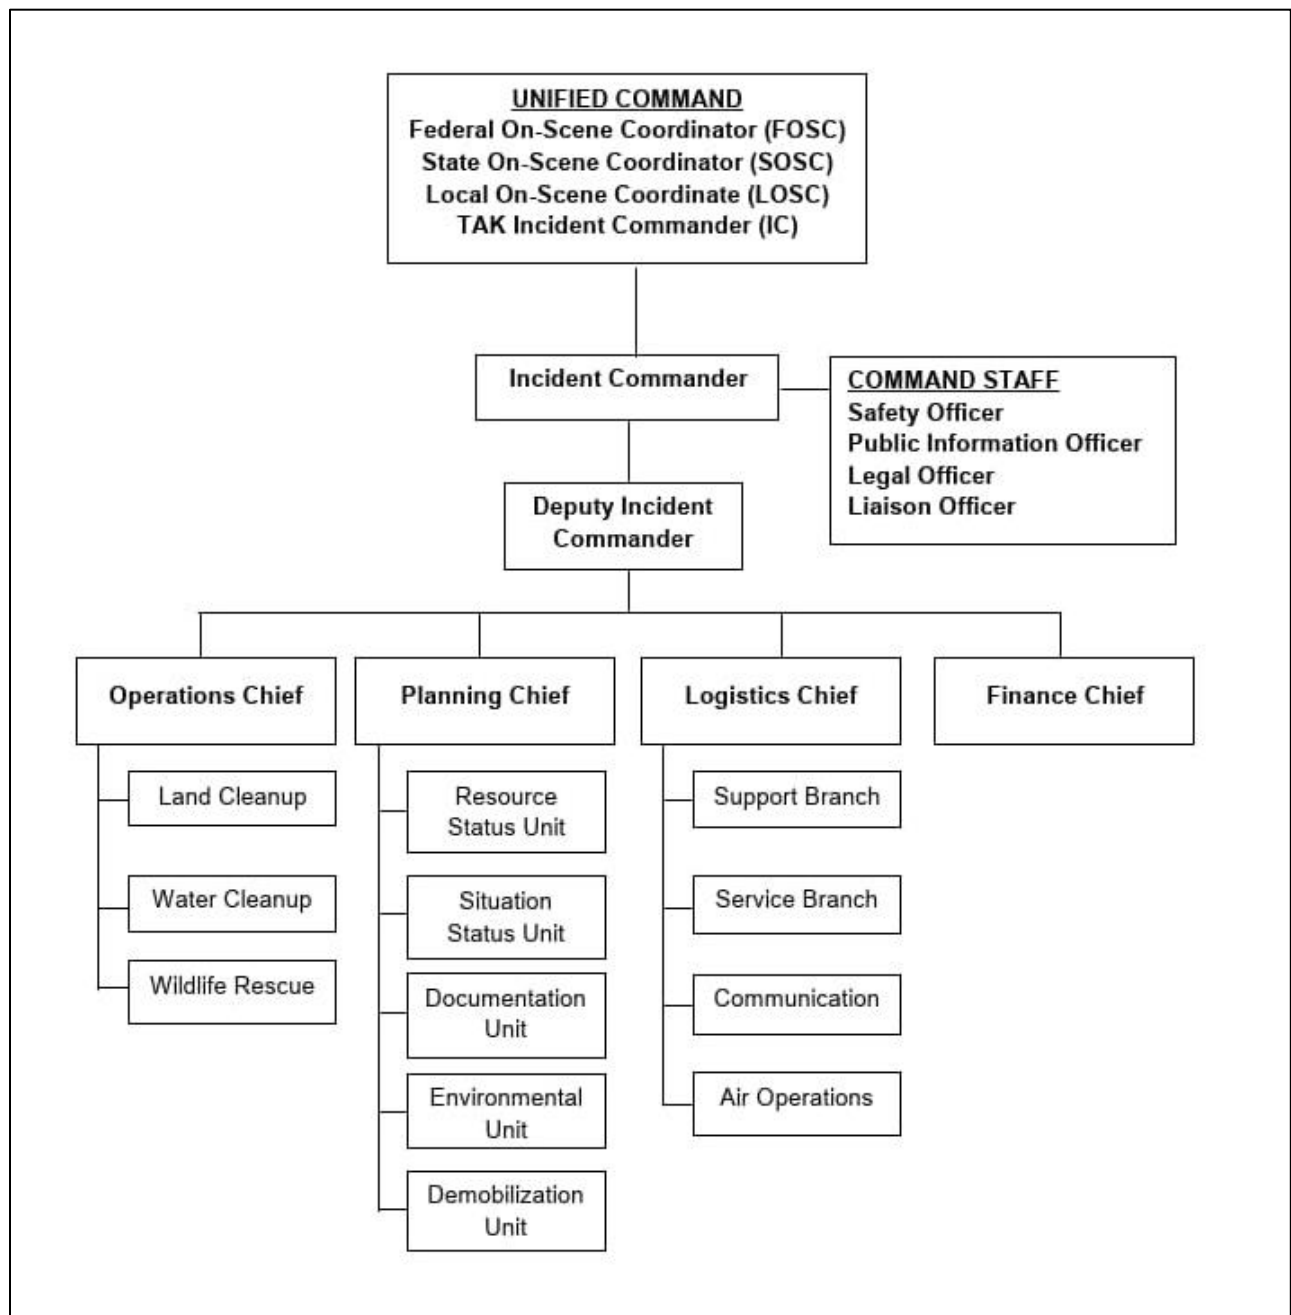 UNIFIED COMMAND
Federal On-Scene Coordinator (FOSC)
State On-Scene Coordinator (SOSC)
Local On-Scene Coordinate (LOSC)
TAK Incident Commander (IC)
Incident Commander
COMMAND STAFF
Safety Officer
Public Information Officer
Legal Officer
Liaison Officer
Deputy Incident
Commander
Operations Chief
Planning Chief
Logistics Chief
Finance Chief
Land Cleanup
Water Cleanup
Wildlife Rescue
Resource
Status Unit
Situation
Status Unit
Documentation
Unit
Environmental
Unit
Demobilization
Unit
Support Branch
Service Branch
Communication
Air Operations